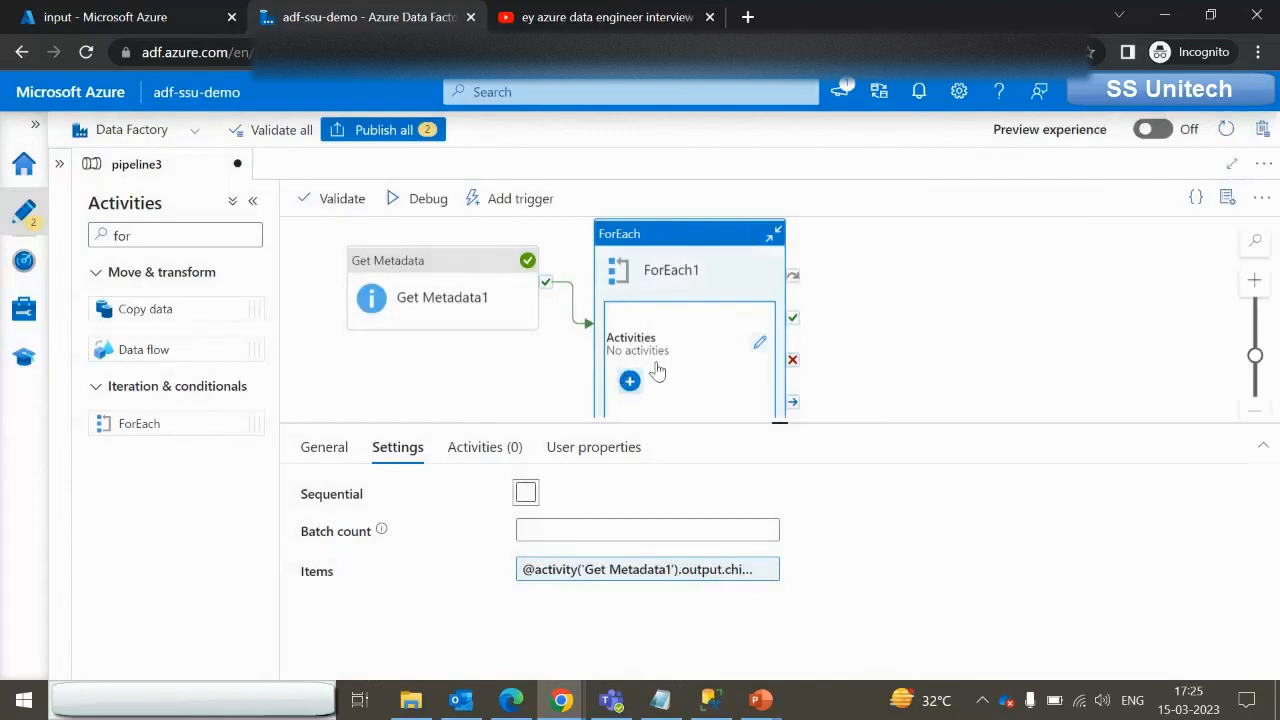 input - Microsoft Azure
adf-ssu-demo - Azure Data Facto
ey azure data engineer interview
adf.azure.com/en/
Incognito
Microsoft Azure
adf-ssu-demo
Search
1
SS Unitech
Data Factory
Validate all
Publish all 2
Preview experience
Off
pipeline3
Activities
Validate
Debug
Add trigger
{}
2
for
Move & transform
Copy data
Data flow
Iteration & conditionals
ForEach
Get Metadata
Get Metadata1
ForEach
ForEach1
Activities
No activities
General
Settings
Activities (0)
User properties
Sequential
Batch count
Items
@activity('Get Metadata1').output.chi...
32°C
ENG
17:25
15-03-2023